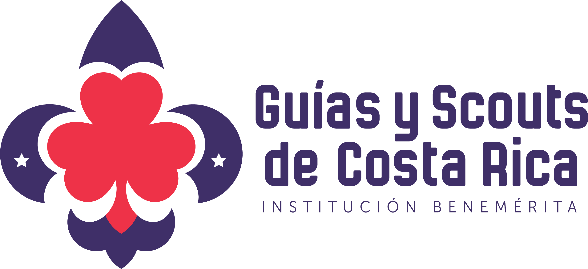 Guías y Scouts
de Costa Rica
INSTITUCIÓN BENEMÉRITA